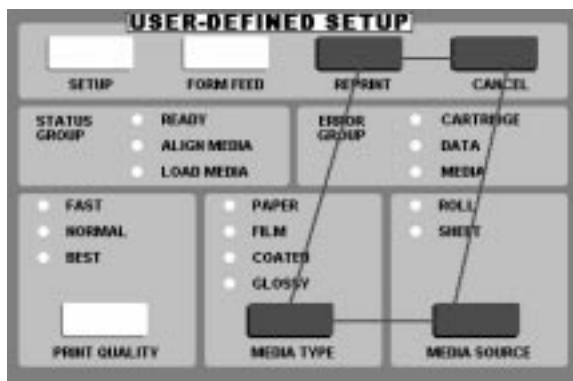 USER-DEFINED SETUP
SETUP FORM FEED REPRINT CANCEL
STATUS GROUP
READY
ALIGN MEDIA
LOAD MEDIA
ERROR GROUP
CARTRIDGE
DATA
MEDIA
FAST
NORMAL
BEST
PRINT QUALITY
PAPER
FILM
COATED
GLOSSY
MEDIA TYPE
ROLL
SHEET
MEDIA SOURCE